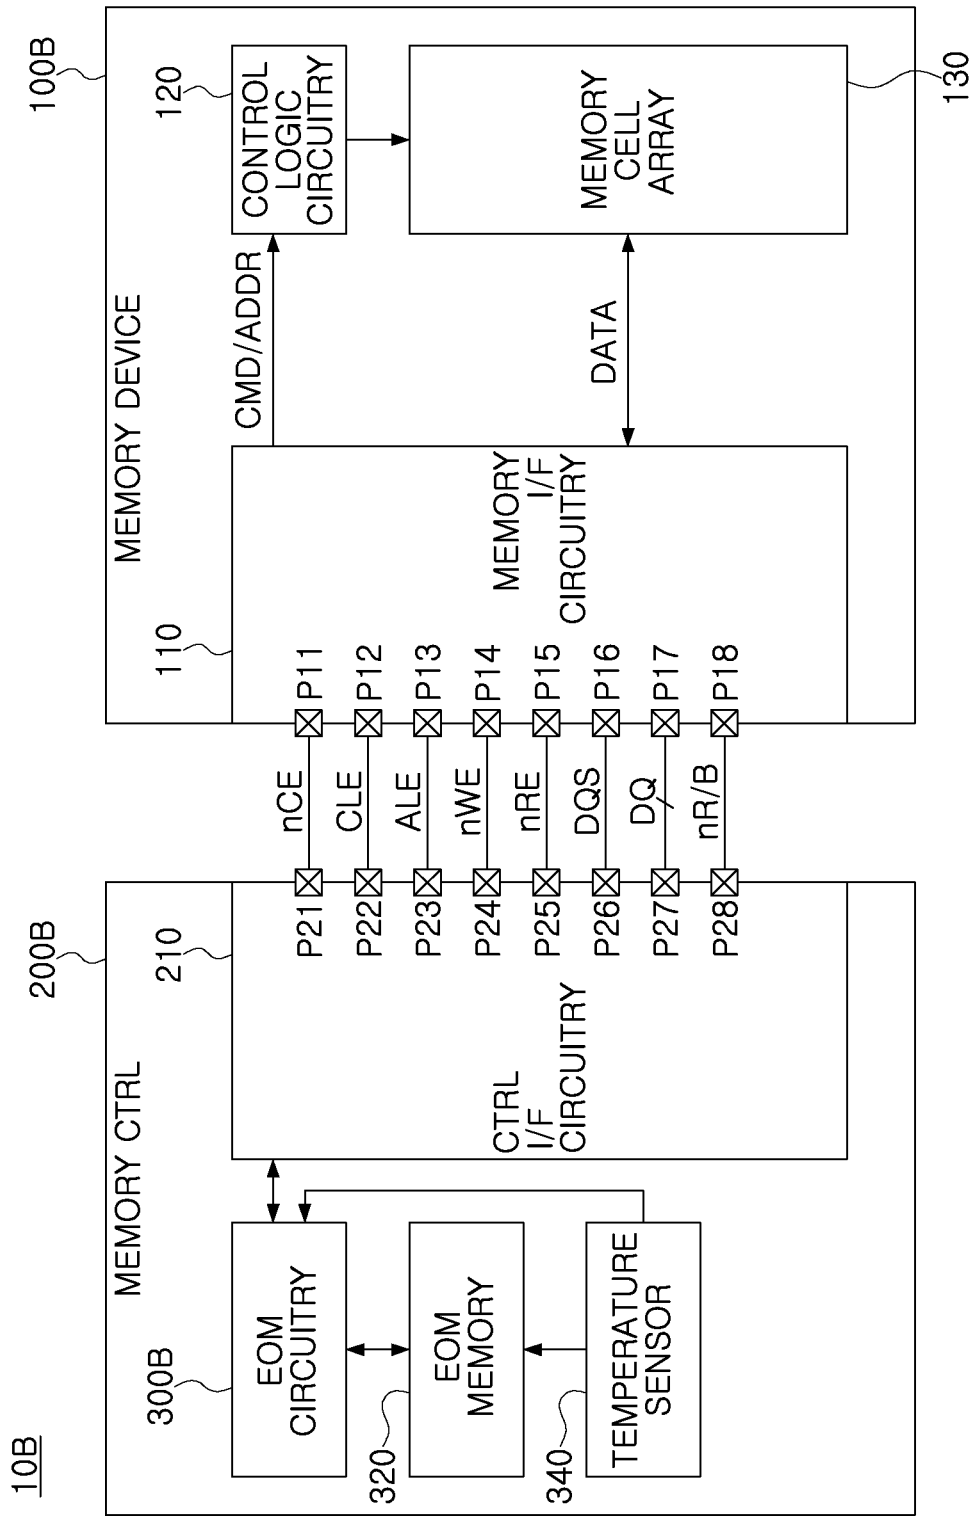 10B
MEMORY CTRL
200B
300B
EOM
CIRCUITRY
320
EOM
MEMORY
340
TEMPERATURE
SENSOR
210
CTRL
I/F
CIRCUITRY
P21
P22
P23
P24
P25
P26
P27
P28
nCE
CLE
ALE
nWE
nRE
DQS
DQ
nR/B
MEMORY DEVICE
100B
110
P11
P12
P13
P14
P15
P16
P17
P18
MEMORY
I/F
CIRCUITRY
CMD/ADDR
DATA
120
CONTROL
LOGIC
CIRCUITRY
MEMORY
CELL
ARRAY
130